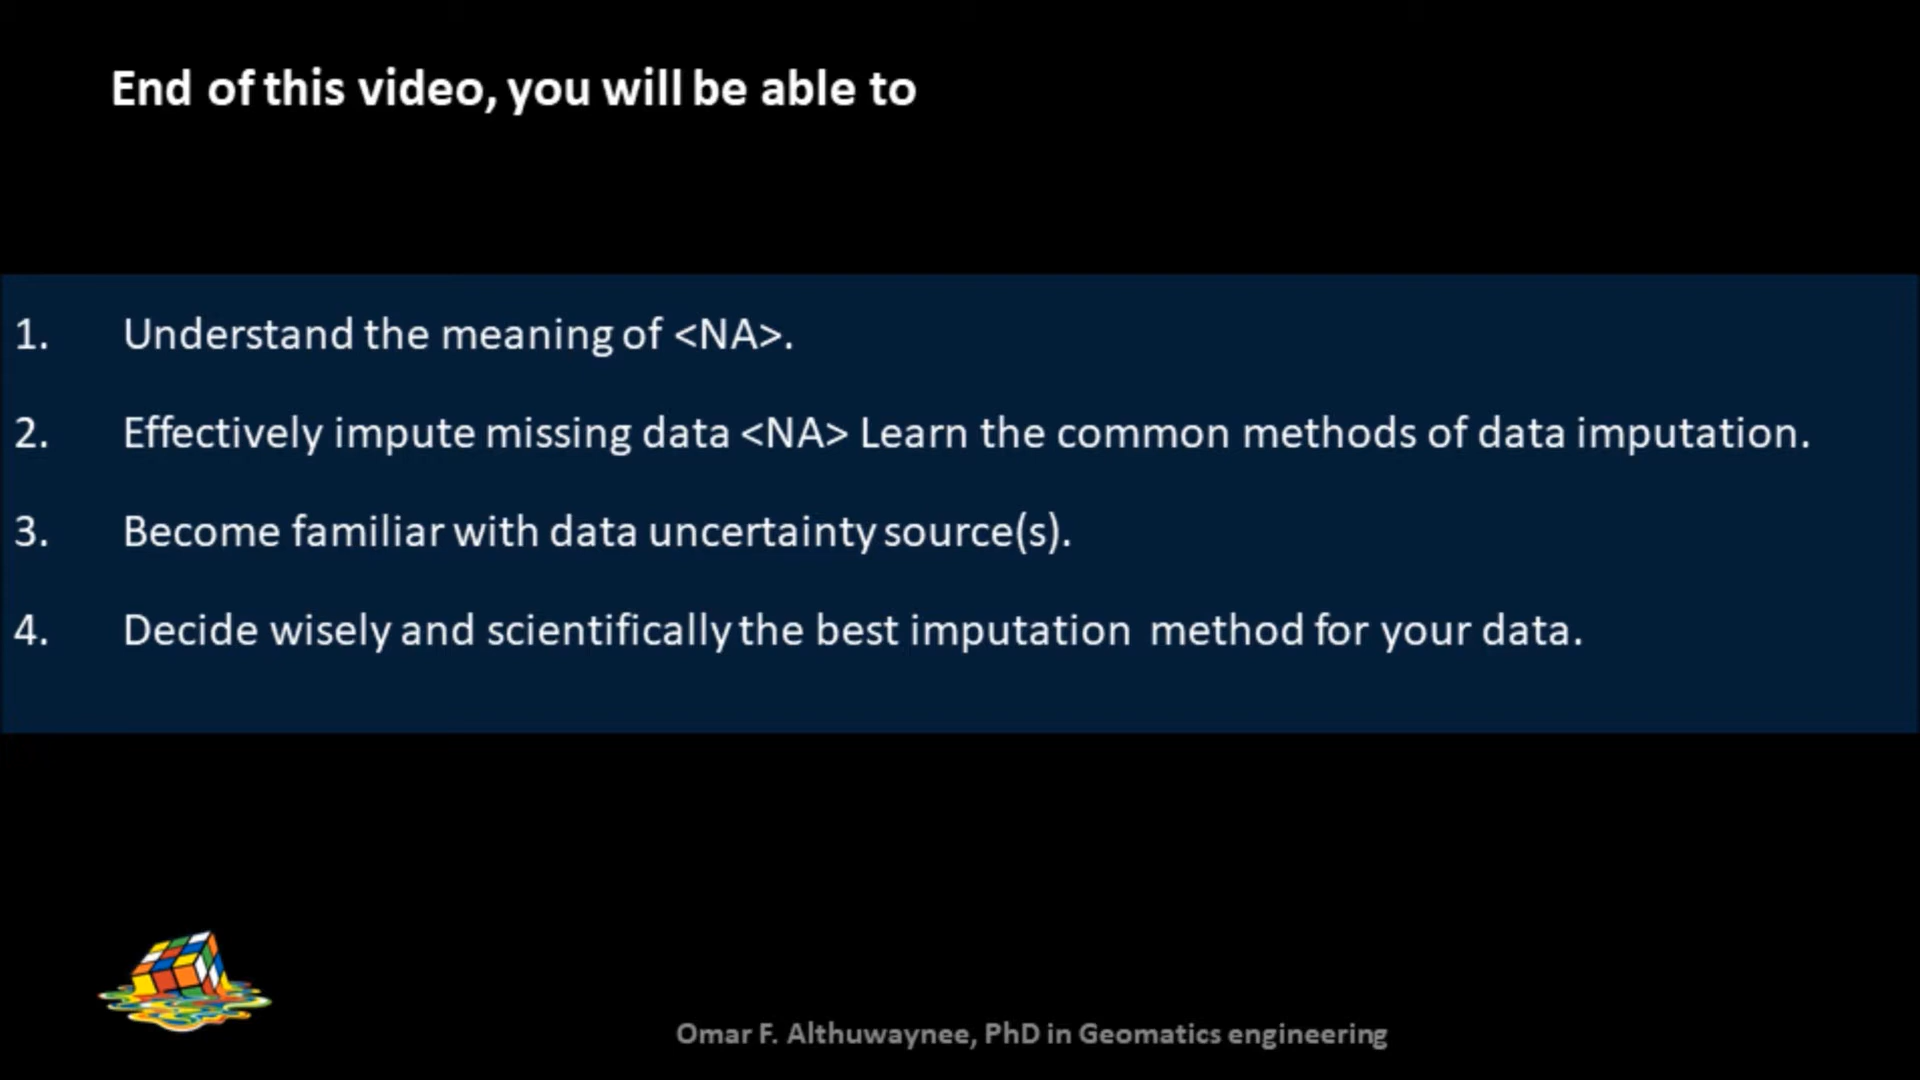 End of this video, you will be able to
1. Understand the meaning of <NA>.
2. Effectively impute missing data <NA> Learn the common methods of data imputation.
3. Become familiar with data uncertainty source(s).
4. Decide wisely and scientifically the best imputation method for your data.
Omar F. Althuwaynee, PhD in Geomatics engineering